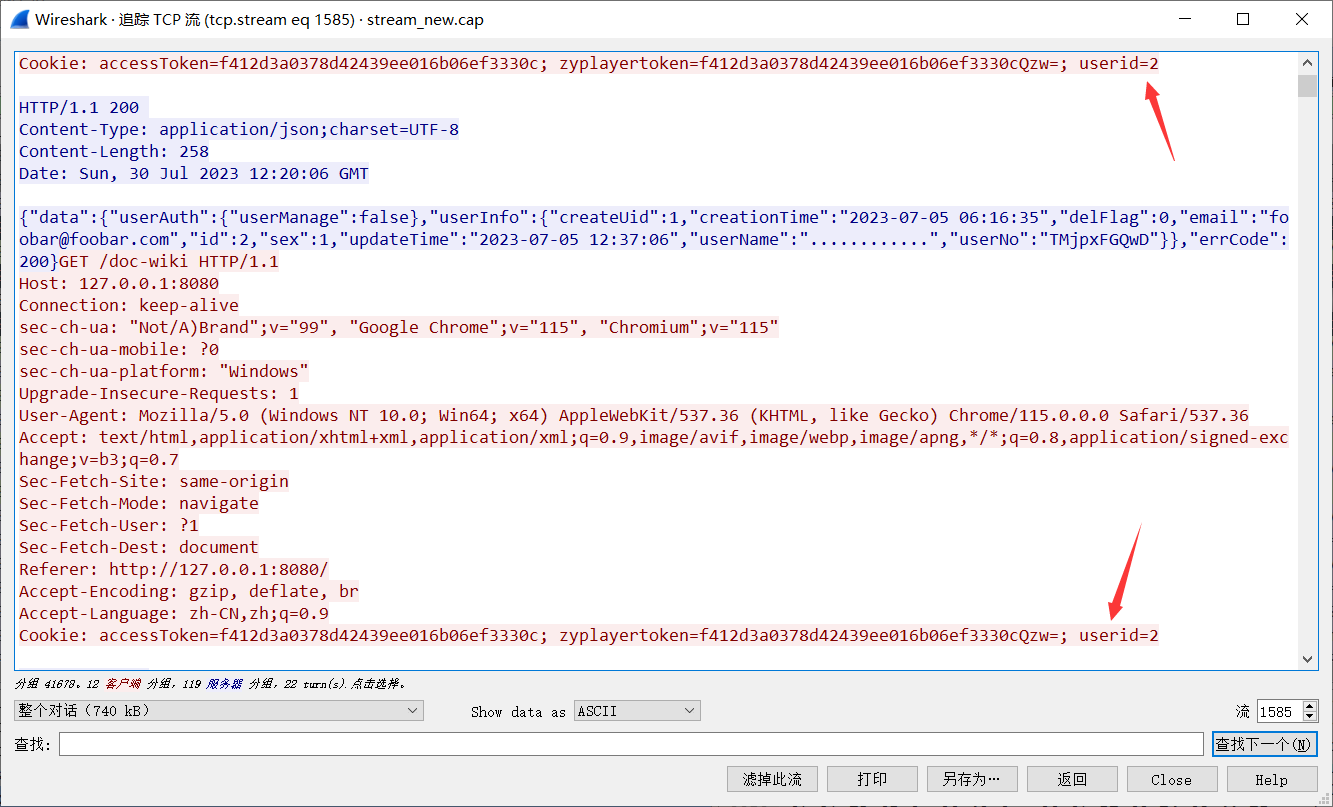 Wireshark · 追踪 TCP 流 (tcp.stream eq 1585) · stream_new.cap
Cookie: accessToken=f412d3a0378d42439ee016b06ef3330c; zyplayertoken=f412d3a0378d42439ee016b06ef3330cQzw=; userid=2
HTTP/1.1 200
Content-Type: application/json;charset=UTF-8
Content-Length: 258
Date: Sun, 30 Jul 2023 12:20:06 GMT
{"data":{"userAuth":{"userManage":false},"userInfo":{"createUid":1,"creationTime":"2023-07-05 06:16:35","delFlag":0,"email":"fo
obar@foobar.com","id":2,"sex":1,"updateTime":"2023-07-05 12:37:06","userName":"............","userNo":"TMjpxFGQwD"}},"errCode":
200}GET /doc-wiki HTTP/1.1
Host: 127.0.0.1:8080
Connection: keep-alive
sec-ch-ua: "Not/A)Brand";v="99", "Google Chrome";v="115", "Chromium";v="115"
sec-ch-ua-mobile: ?0
sec-ch-ua-platform: "Windows"
Upgrade-Insecure-Requests: 1
User-Agent: Mozilla/5.0 (Windows NT 10.0; Win64; x64) AppleWebKit/537.36 (KHTML, like Gecko) Chrome/115.0.0.0 Safari/537.36
Accept: text/html,application/xhtml+xml,application/xml;q=0.9,image/avif,image/webp,image/apng,*/*;q=0.8,application/signed-exc
hange;v=b3;q=0.7
Sec-Fetch-Site: same-origin
Sec-Fetch-Mode: navigate
Sec-Fetch-User: ?1
Sec-Fetch-Dest: document
Referer: http://127.0.0.1:8080/
Accept-Encoding: gzip, deflate, br
Accept-Language: zh-CN,zh;q=0.9
Cookie: accessToken=f412d3a0378d42439ee016b06ef3330c; zyplayertoken=f412d3a0378d42439ee016b06ef3330cQzw=; userid=2
分组 41678。12 客户端 分组, 119 服务器 分组, 22 turn(s).点击选择。
整个对话 (740 kB) Show data as ASCII 流 1585
查找: 查找下一个(N)
滤掉此流 打印 另存为… 返回 Close Help